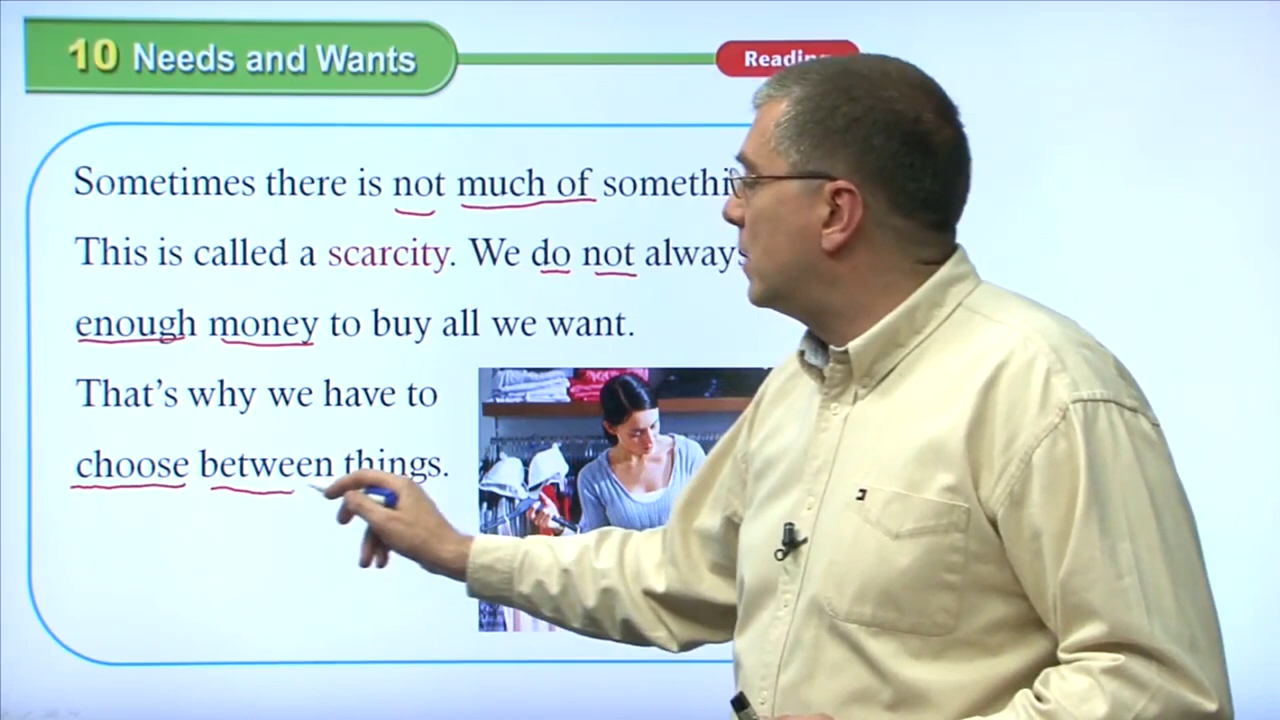 10 Needs and Wants
Sometimes there is not much of
This is called a scarcity. We do not always
enough money to buy all we want.
That's why we have to
choose between things.